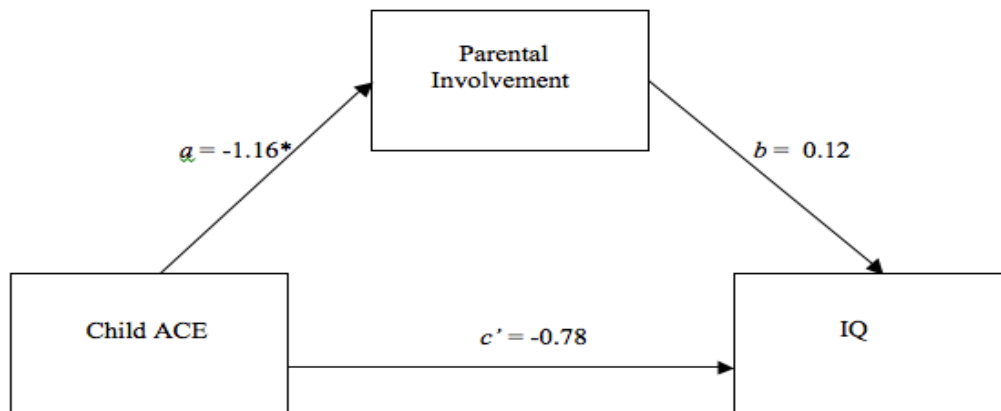 Parental
Involvement
a = -1.16*
b = 0.12
Child ACE
c’ = -0.78
IQ